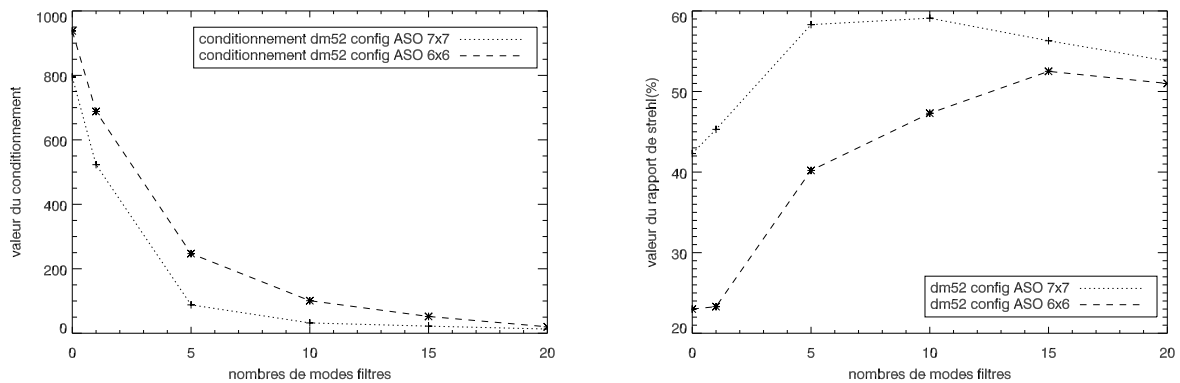 1000
800
600
400
200
0
valeur du conditionnement
conditionnement dm52 config ASO 7x7
conditionnement dm52 config ASO 6x6
0 5 10 15 20
nombres de modes filtres
60
50
40
30
20
valeur du rapport de strehl(%)
dm52 config ASO 7x7
dm52 config ASO 6x6
0 5 10 15 20
nombres de modes filtres